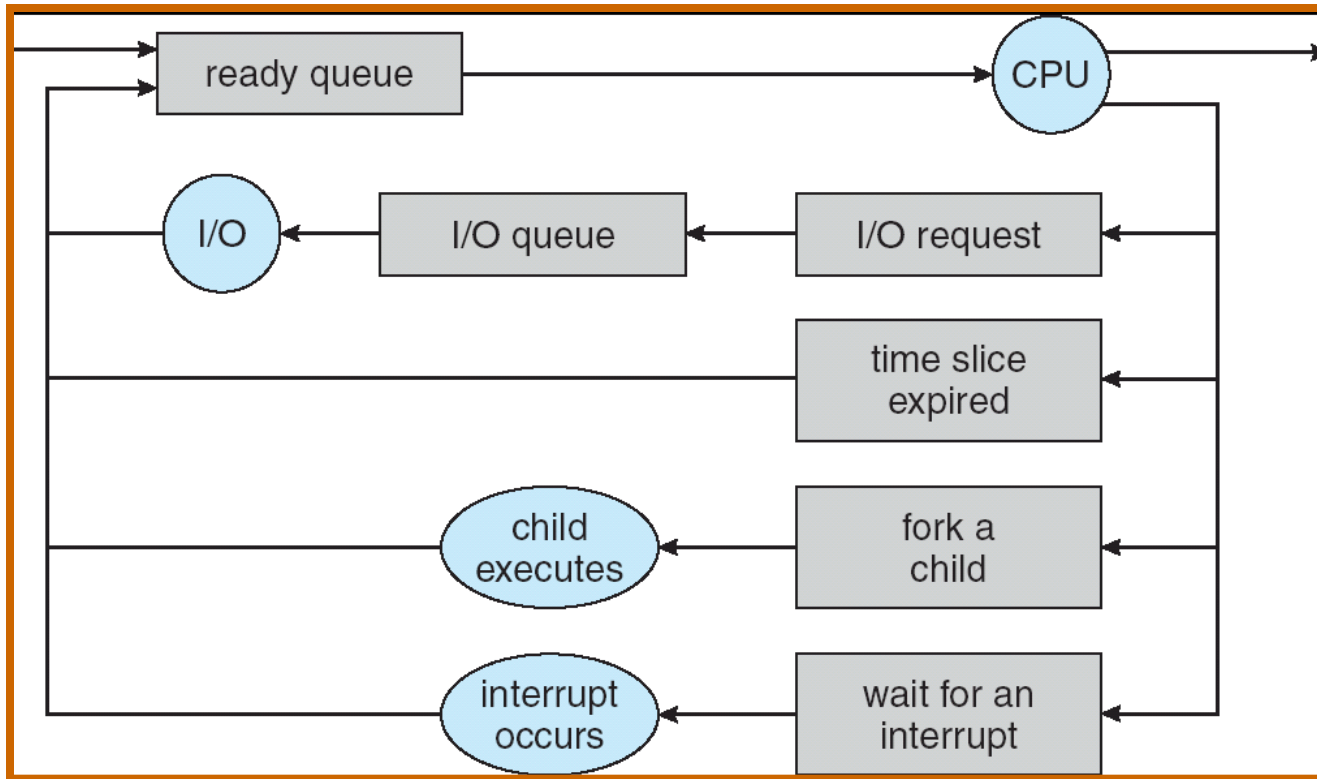 ready queue
CPU
I/O
I/O queue
I/O request
time slice
expired
child
executes
fork a
child
interrupt
occurs
wait for an
interrupt